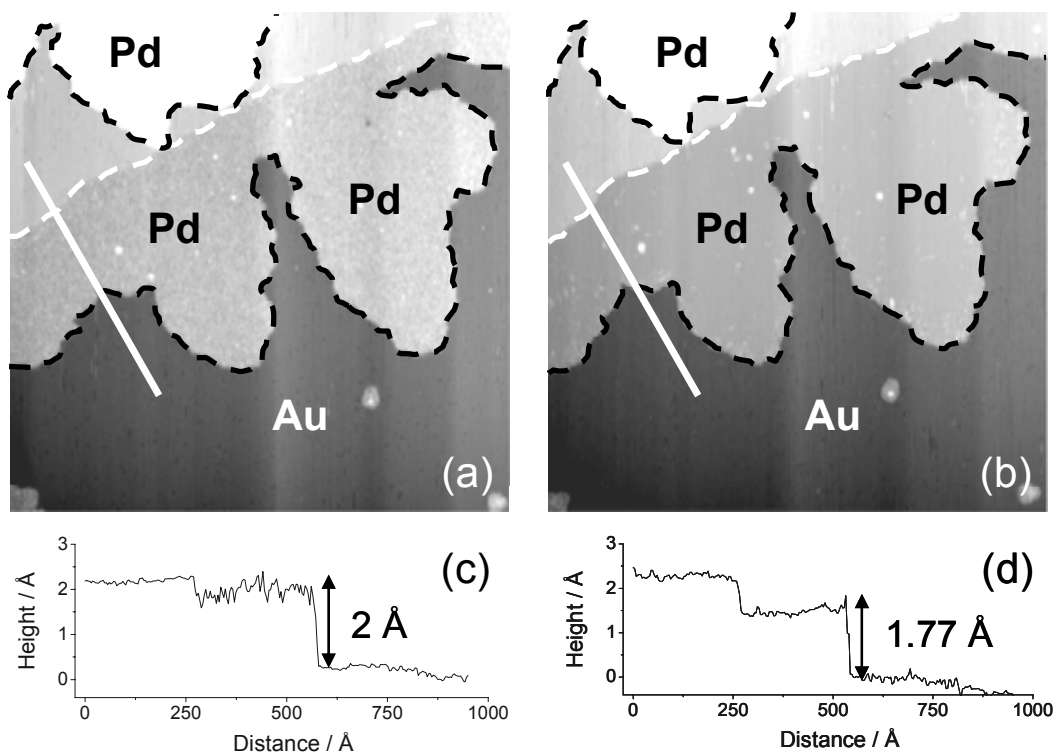 Pd
Pd
Pd
Au
(a)
Pd
Pd
Pd
Au
(b)
3
2
1
0
Height / Å
(c)
2 Å
0
250
500
750
1000
Distance / Å
3
2
1
0
Height / Å
(d)
1.77 Å
0
250
500
750
1000
Distance / Å